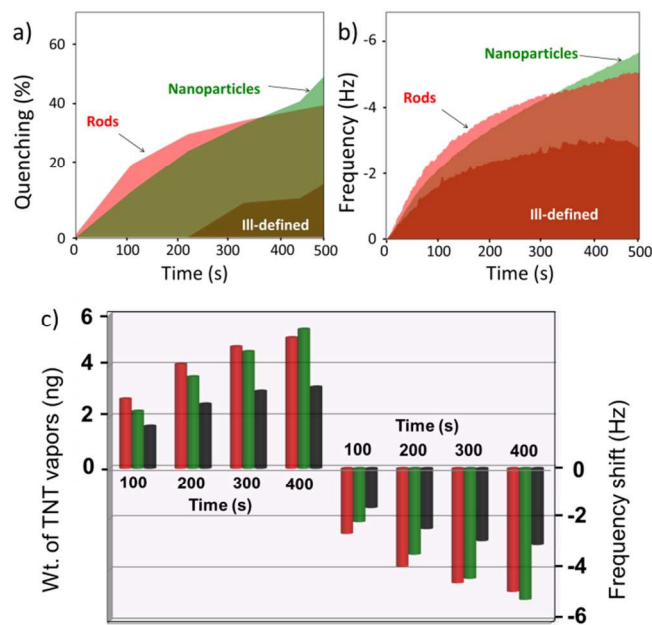 a)
Quenching (%)
60
40
20
0
Nanoparticles
Rods
Ill-defined
0 100 200 300 400 500
Time (s)
b)
Frequency (Hz)
-6
-4
-2
0
Nanoparticles
Rods
Ill-defined
0 100 200 300 400 500
Time (s)
c)
Wt. of TNT vapors (ng)
6
4
2
0
100 200 300 400
Time (s)
Time (s)
100 200 300 400
0
-2
-4
-6
Frequency shift (Hz)